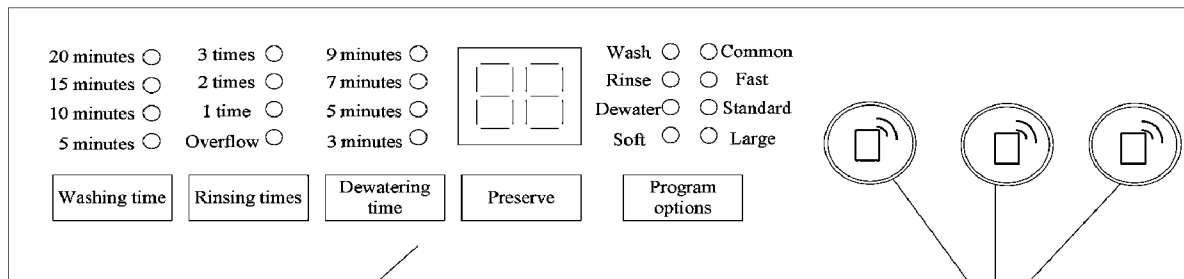 20 minutes 3 times 9 minutes Wash Common
15 minutes 2 times 7 minutes Rinse Fast
10 minutes 1 time 5 minutes Dewater Standard
5 minutes Overflow 3 minutes Soft Large
Washing time Rinsing times Dewatering time Preserve Program options